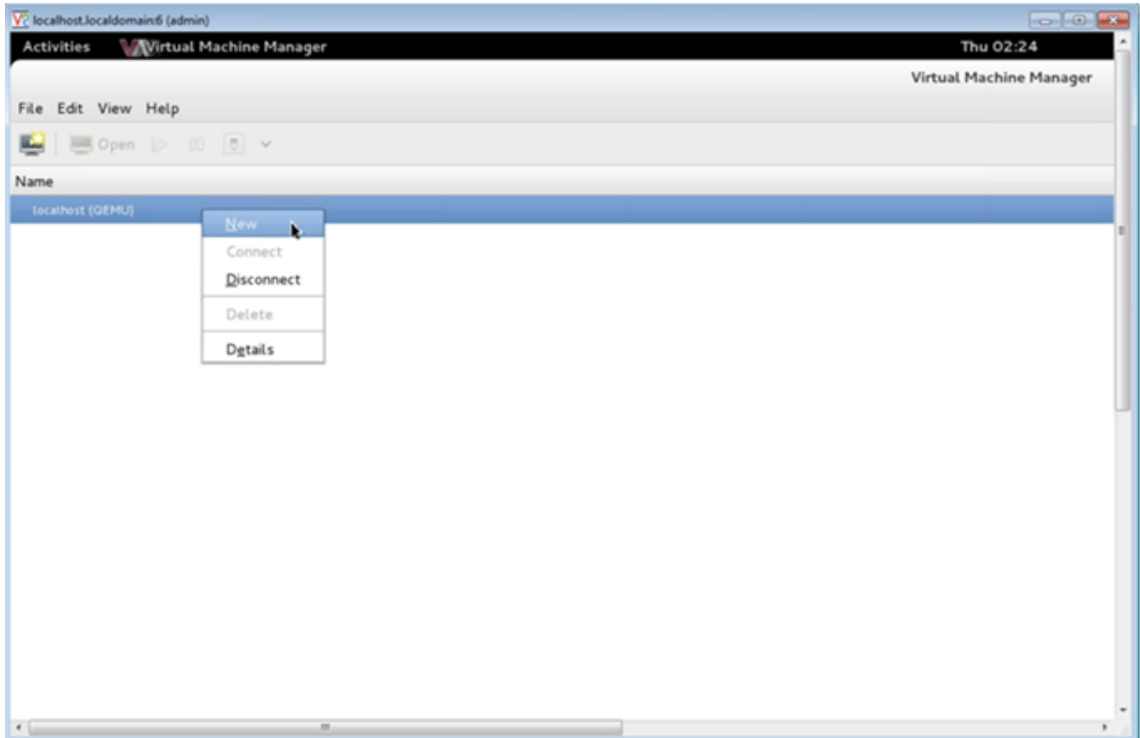 localhost.localdomain:6 (admin)
Activities Virtual Machine Manager Thu 02:24
Virtual Machine Manager
File Edit View Help
Open
Name
localhost (QEMU)
New
Connect
Disconnect
Delete
Details